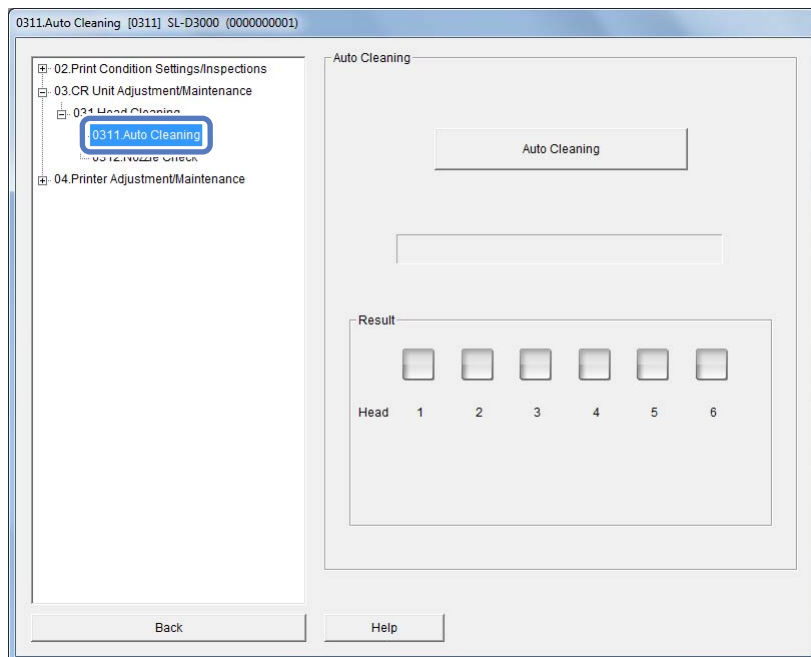 0311.Auto Cleaning [0311] SL-D3000 (0000000001)
02.Print Condition Settings/Inspections
03.CR Unit Adjustment/Maintenance
031.Head Cleaning
0311.Auto Cleaning
0312.Nozzle Check
04.Printer Adjustment/Maintenance
Auto Cleaning
Auto Cleaning
Result
Head 1 2 3 4 5 6
Back
Help